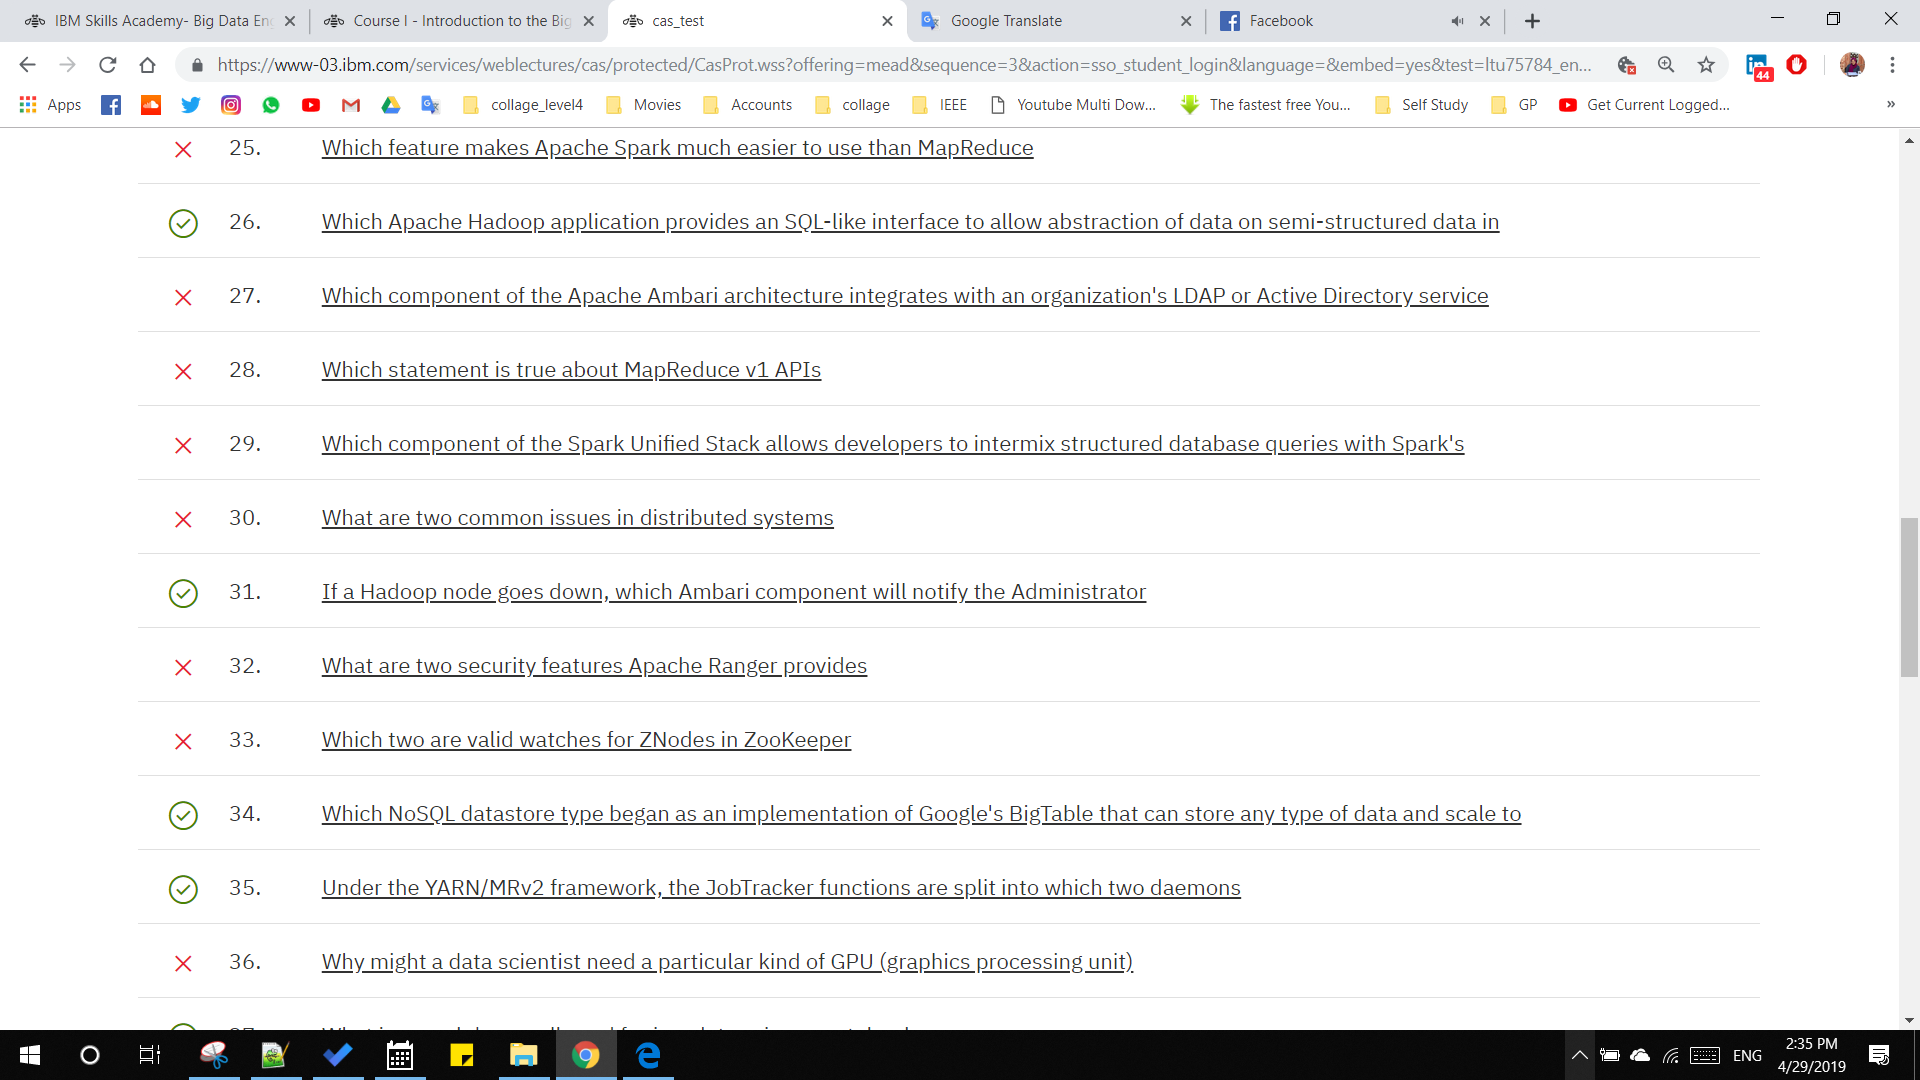 IBM Skills Academy- Big Data En
Course I - Introduction to the Big
cas_test
Google Translate
Facebook
https://www-03.ibm.com/services/weblectures/cas/protected/CasProt.wss?offering=mead&sequence=3&action=sso_student_login&language=&embed=yes&test=ltu75784_en...
44
Apps
collage_level4
Movies
Accounts
collage
IEEE
Youtube Multi Dow...
The fastest free You...
Self Study
GP
Get Current Logged...
»
25. Which feature makes Apache Spark much easier to use than MapReduce
26. Which Apache Hadoop application provides an SQL-like interface to allow abstraction of data on semi-structured data in
27. Which component of the Apache Ambari architecture integrates with an organization's LDAP or Active Directory service
28. Which statement is true about MapReduce v1 APIs
29. Which component of the Spark Unified Stack allows developers to intermix structured database queries with Spark's
30. What are two common issues in distributed systems
31. If a Hadoop node goes down, which Ambari component will notify the Administrator
32. What are two security features Apache Ranger provides
33. Which two are valid watches for ZNodes in ZooKeeper
34. Which NoSQL datastore type began as an implementation of Google's BigTable that can store any type of data and scale to
35. Under the YARN/MRv2 framework, the JobTracker functions are split into which two daemons
36. Why might a data scientist need a particular kind of GPU (graphics processing unit)
ENG
2:35 PM
4/29/2019